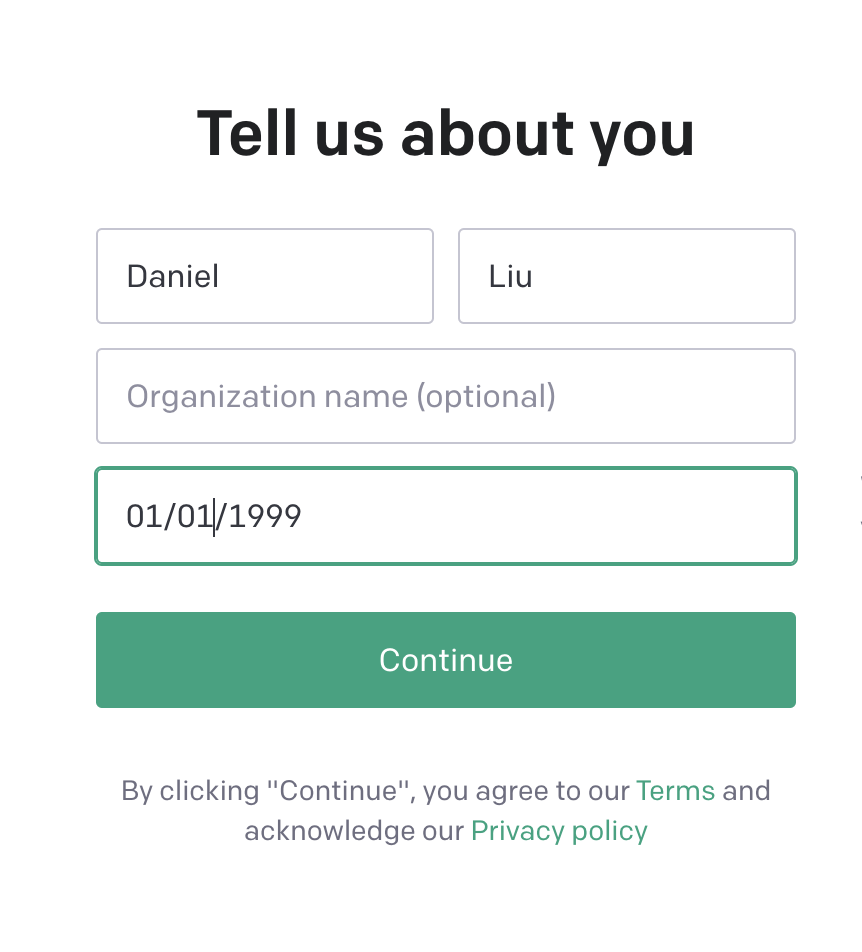 Tell us about you
Daniel
Liu
Organization name (optional)
01/01/1999
Continue
By clicking "Continue", you agree to our Terms and
acknowledge our Privacy policy